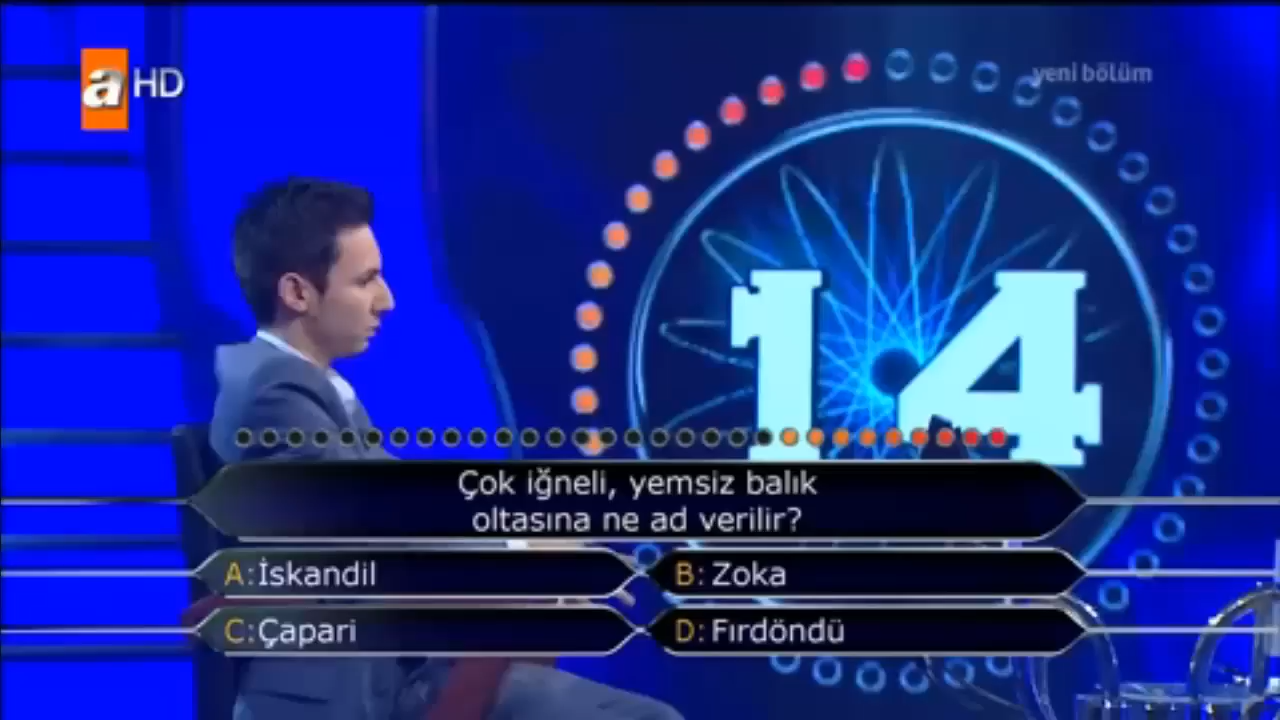 a HD
yeni bölüm
14
Çok iğneli, yemsiz balık
oltasına ne ad verilir?
A: İskandil
B: Zoka
C: Çapari
D: Fırdöndü